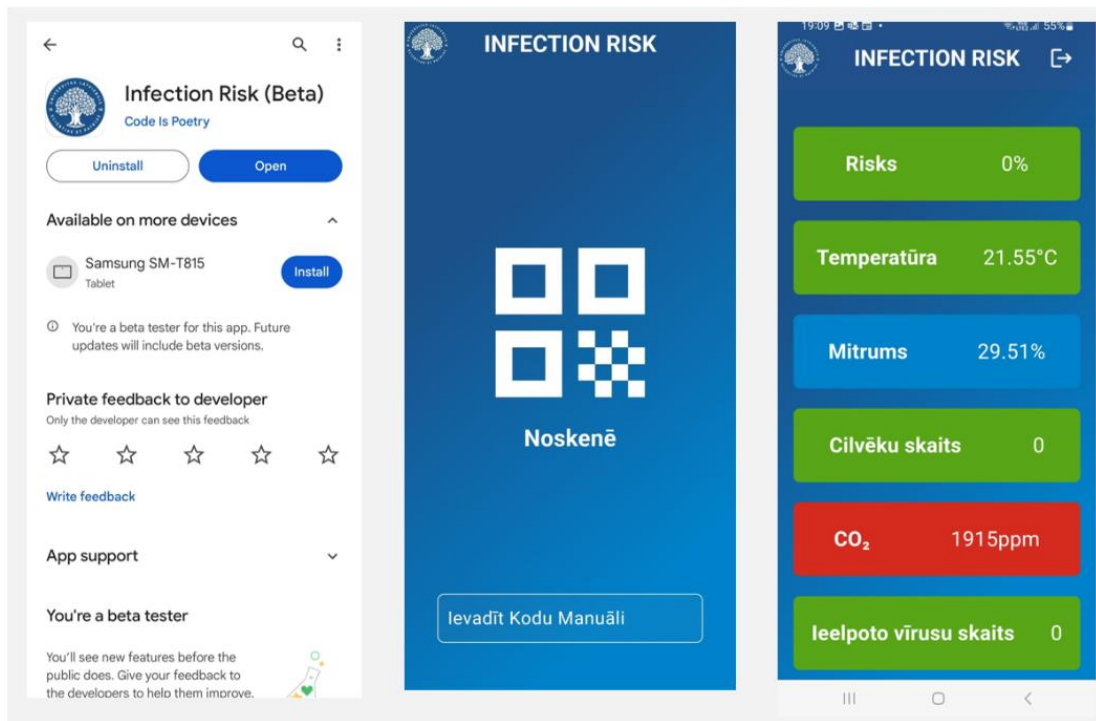 Infection Risk (Beta)
Code Is Poetry
Uninstall
Open
Available on more devices
Samsung SM-T815
Tablet
Install
You're a beta tester for this app. Future
updates will include beta versions.
Private feedback to developer
Only the developer can see this feedback
Write feedback
App support
You're a beta tester
You'll see new features before the
public does. Give your feedback to
the developers to help them improve.
INFECTION RISK
Noskenē
Ievadīt Kodu Manuāli
19:09 55%
INFECTION RISK
Risks 0%
Temperatūra 21.55°C
Mitrums 29.51%
Cilvēku skaits 0
CO₂ 1915ppm
Ieelpoto vīrusu skaits 0